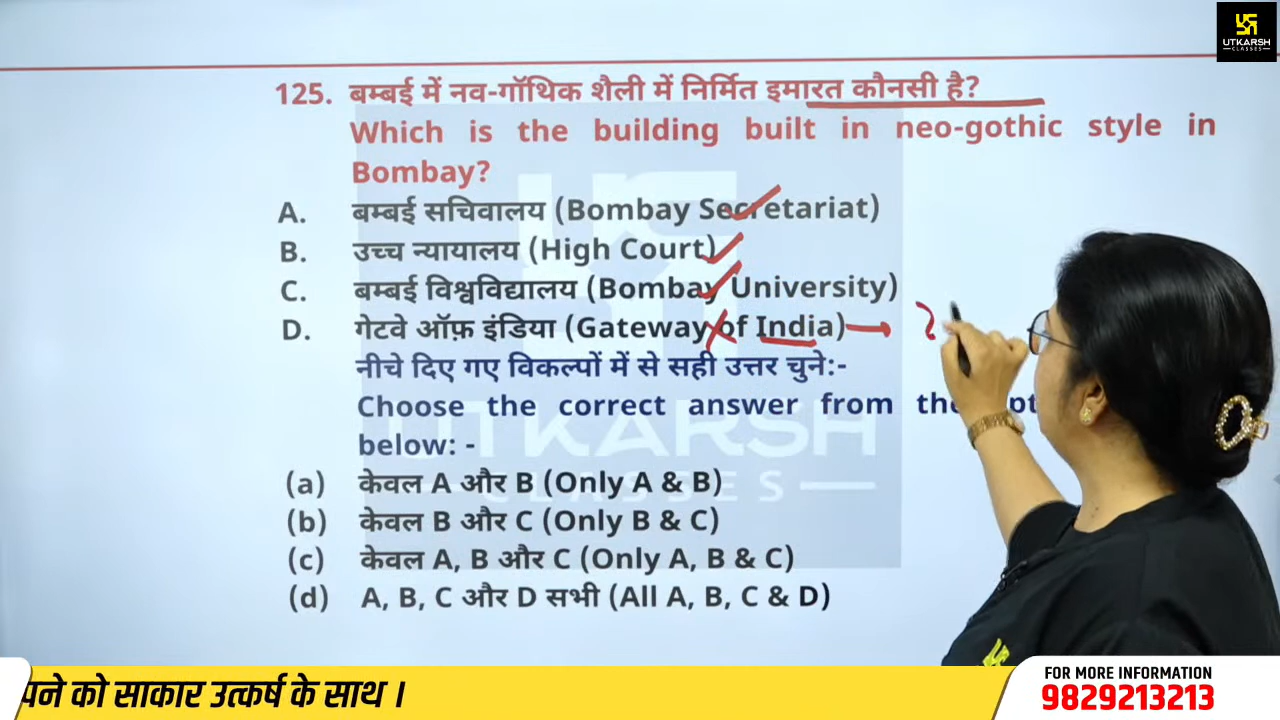 UTKARSH
CLASSES
125. बम्बई में नव-गॉथिक शैली में निर्मित इमारत कौनसी है?
Which is the building built in neo-gothic style in
Bombay?
A. बम्बई सचिवालय (Bombay Secretariat)
B. उच्च न्यायालय (High Court)
C. बम्बई विश्वविद्यालय (Bombay University)
D. गेटवे ऑफ़ इंडिया (Gateway of India)
नीचे दिए गए विकल्पों में से सही उत्तर चुने:-
Choose the correct answer from the
below: -
UTKARSH
CLASSES
(a) केवल A और B (Only A & B)
(b) केवल B और C (Only B & C)
(c) केवल A, B और C (Only A, B & C)
(d) A, B, C और D सभी (All A, B, C & D)
पने को साकार उत्कर्ष के साथ ।
FOR MORE INFORMATION
9829213213